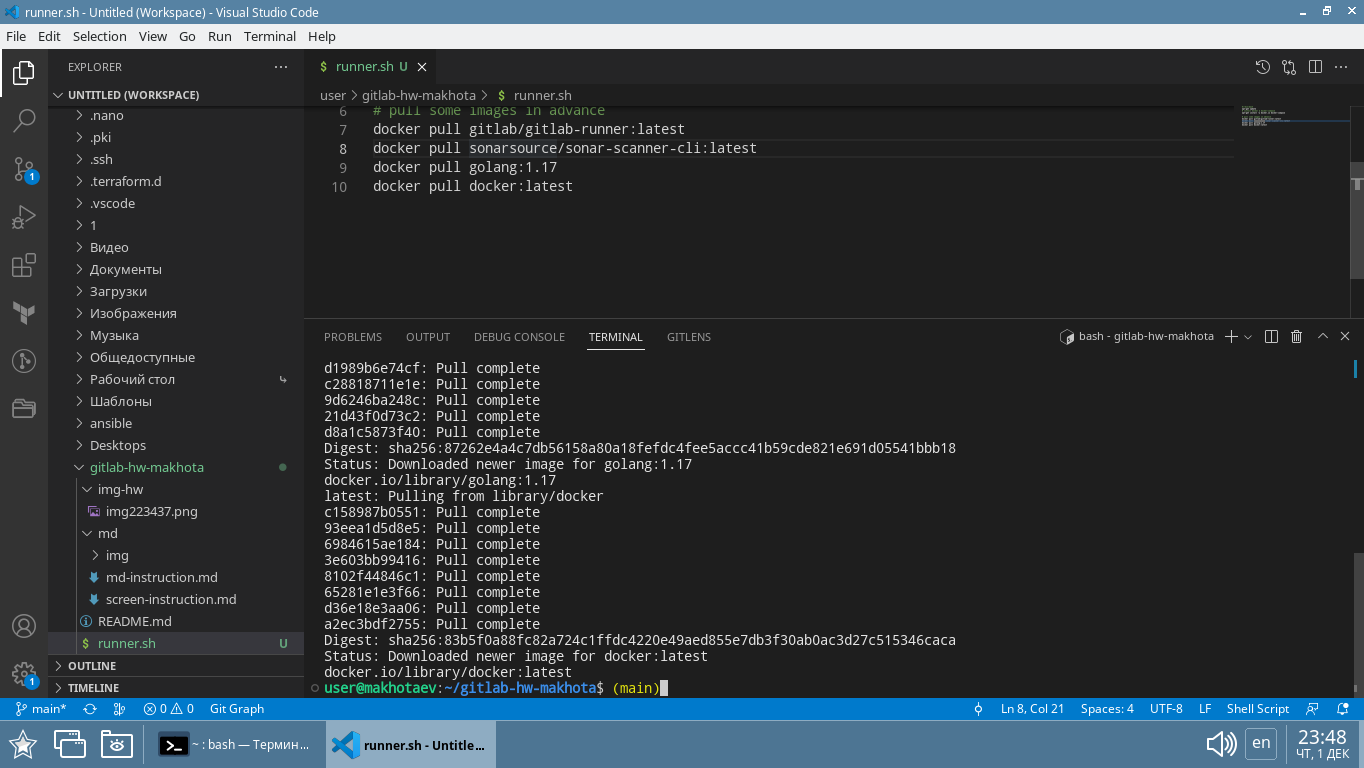 runner.sh - Untitled (Workspace) - Visual Studio Code
File Edit Selection View Go Run Terminal Help
EXPLORER
UNTITLED (WORKSPACE)
.nano
.pki
.ssh
.terraform.d
.vscode
1
Видео
Документы
Загрузки
Изображения
Музыка
Общедоступные
Рабочий стол
Шаблоны
ansible
Desktops
gitlab-hw-makhota
img-hw
img223437.png
md
img
md-instruction.md
screen-instruction.md
README.md
$ runner.sh U
OUTLINE
TIMELINE
1
1
$ runner.sh U
user > gitlab-hw-makhota > $ runner.sh
6 # pull some images in advance
7 docker pull gitlab/gitlab-runner:latest
8 docker pull sonarsource/sonar-scanner-cli:latest
9 docker pull golang:1.17
10 docker pull docker:latest
PROBLEMS OUTPUT DEBUG CONSOLE TERMINAL GITLENS
bash - gitlab-hw-makhota
d1989b6e74cf: Pull complete
c28818711e1e: Pull complete
9d6246ba248c: Pull complete
21d43f0d73c2: Pull complete
d8a1c5873f40: Pull complete
Digest: sha256:87262e4a4c7db56158a80a18fefdc4fee5accc41b59cde821e691d05541bbb18
Status: Downloaded newer image for golang:1.17
docker.io/library/golang:1.17
latest: Pulling from library/docker
c158987b0551: Pull complete
93eea1d5d8e5: Pull complete
6984615ae184: Pull complete
3e603bb99416: Pull complete
8102f44846c1: Pull complete
65281e1e3f66: Pull complete
d36e18e3aa06: Pull complete
a2ec3bdf2755: Pull complete
Digest: sha256:83b5f0a88fc82a724c1ffdc4220e49aed855e7db3f30ab0ac3d27c515346caca
Status: Downloaded newer image for docker:latest
docker.io/library/docker:latest
user@makhotaev:~/gitlab-hw-makhota$ (main)
main* 0 0 Git Graph Ln 8, Col 21 Spaces: 4 UTF-8 LF Shell Script
~ : bash — Термин... runner.sh - Untitle... en 23:48
ЧТ, 1 ДЕК